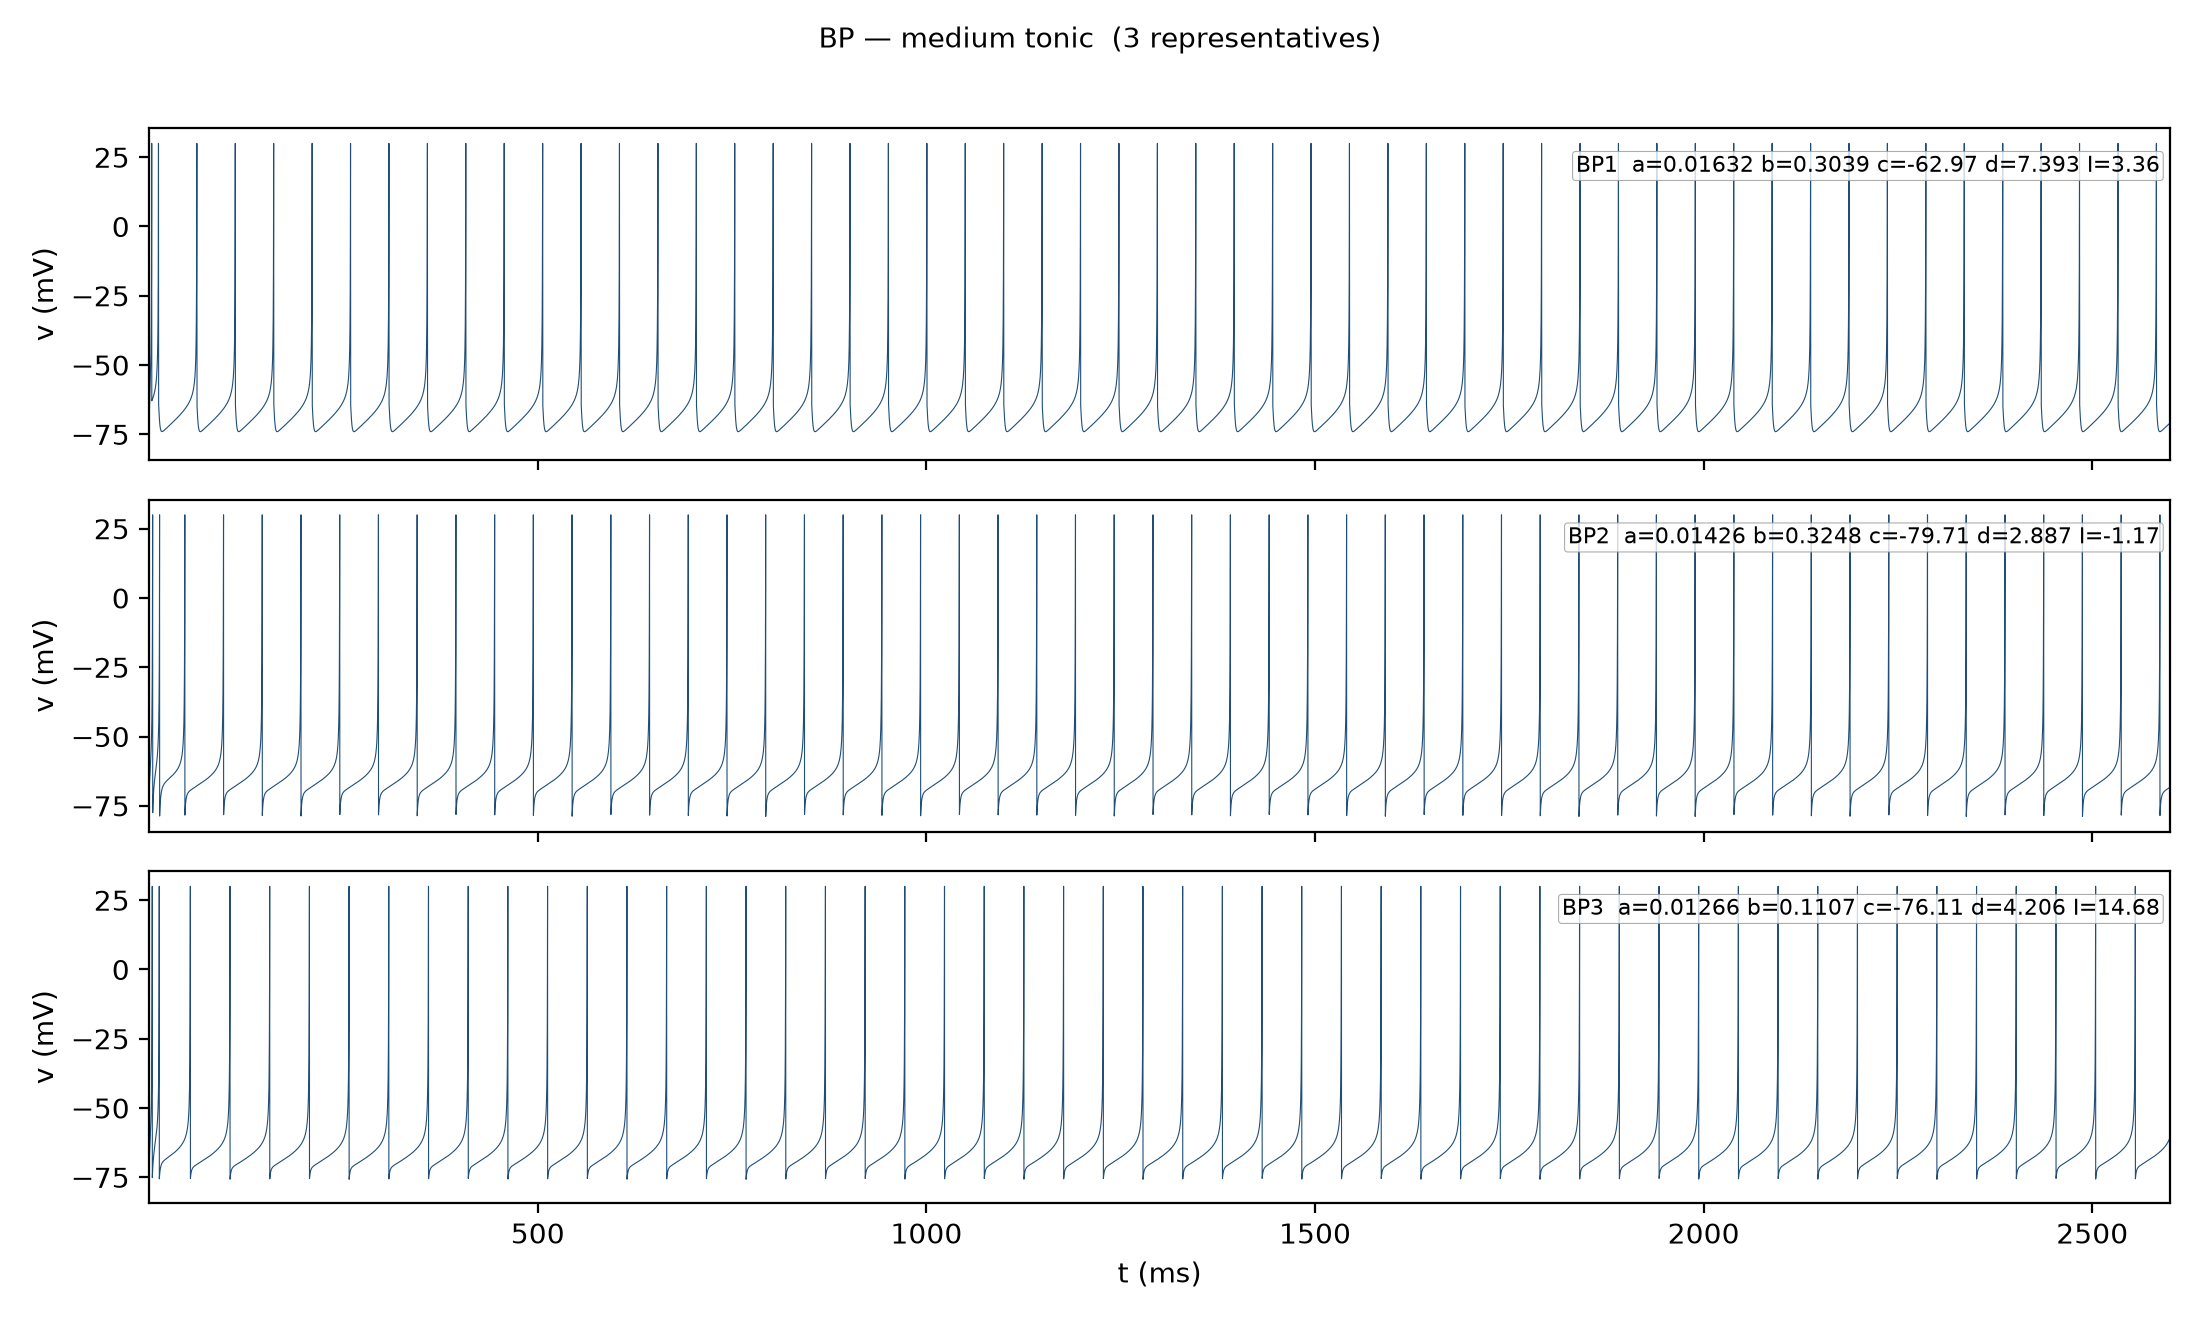 BP — medium tonic  (3 representatives)
25
0
−25
−50
−75
v (mV)
BP1  a=0.01632 b=0.3039 c=-62.97 d=7.393 I=3.36
25
0
−25
−50
−75
v (mV)
BP2  a=0.01426 b=0.3248 c=-79.71 d=2.887 I=-1.17
25
0
−25
−50
−75
v (mV)
BP3  a=0.01266 b=0.1107 c=-76.11 d=4.206 I=14.68
500 1000 1500 2000 2500
t (ms)